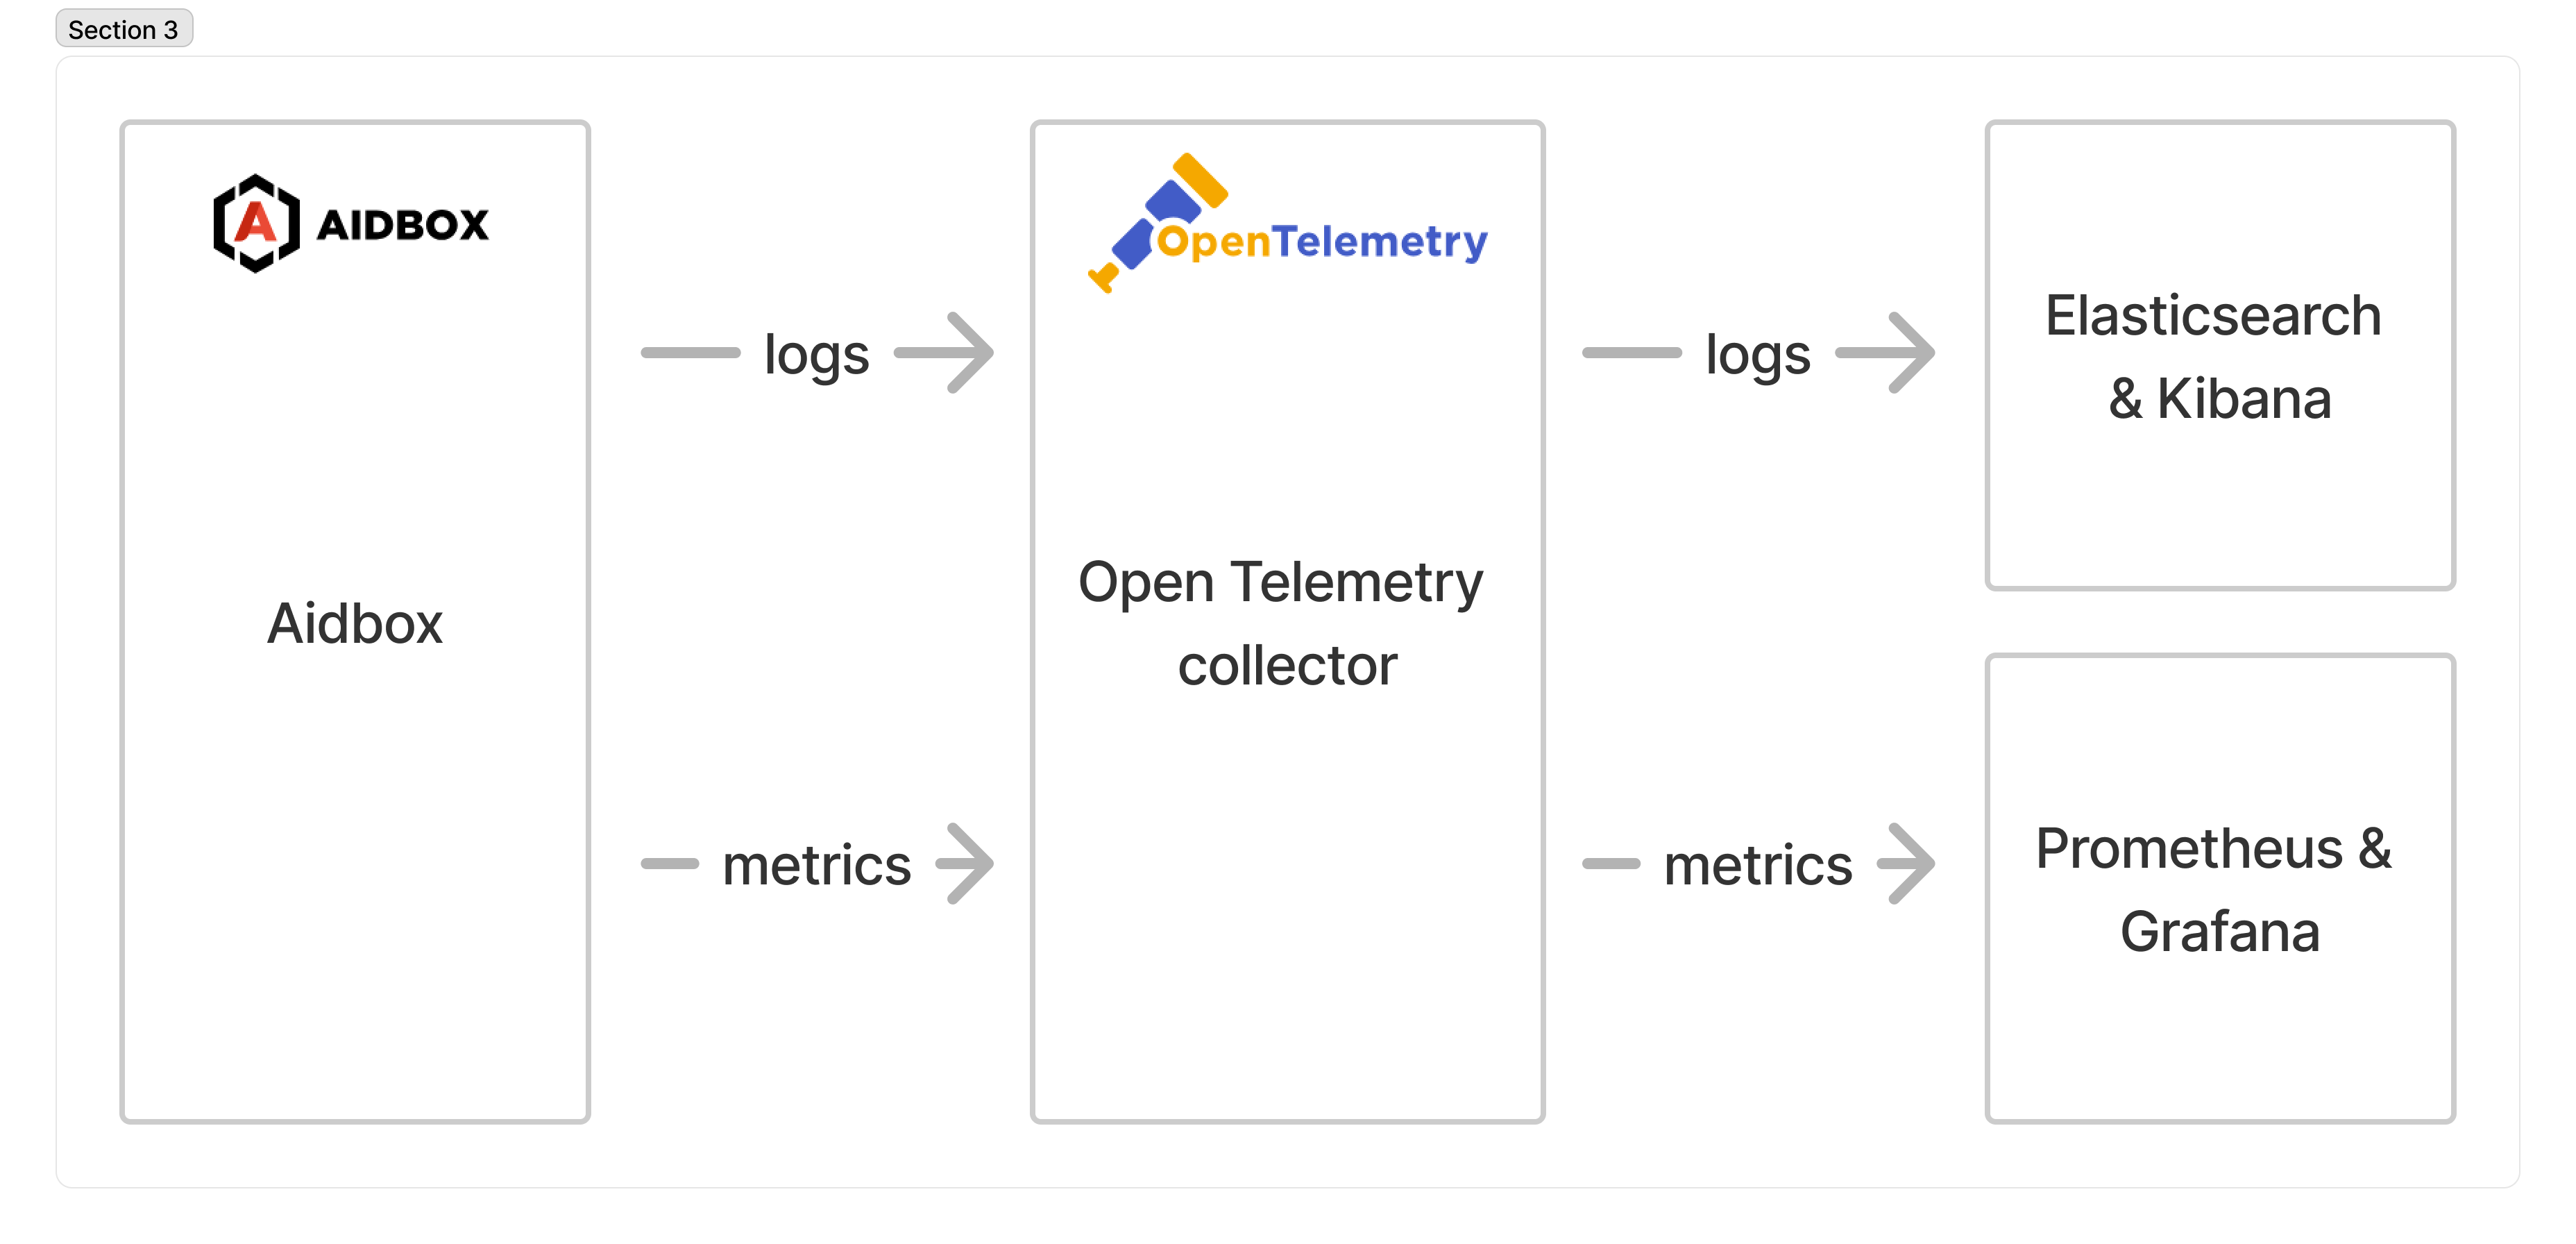 Section 3
AIDBOX
Aidbox
logs
metrics
OpenTelemetry
Open Telemetry
collector
logs
metrics
Elasticsearch
& Kibana
Prometheus &
Grafana